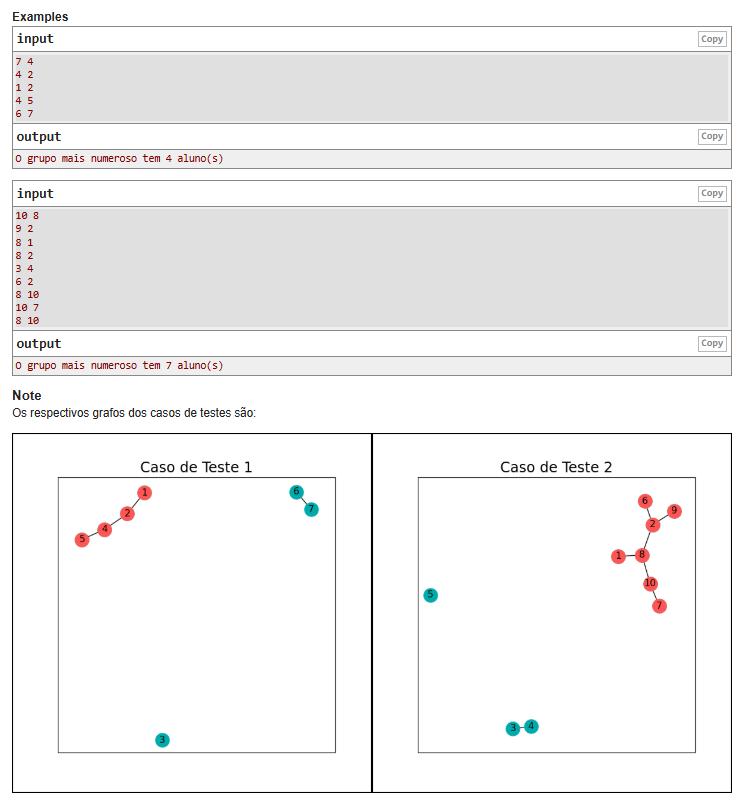 Examples
input
Copy
7 4
4 2
1 2
4 5
6 7
output
Copy
O grupo mais numeroso tem 4 aluno(s)
input
Copy
10 8
9 2
8 1
8 2
3 4
6 2
8 10
10 7
8 10
output
Copy
O grupo mais numeroso tem 7 aluno(s)
Note
Os respectivos grafos dos casos de testes são:
Caso de Teste 1
1
6
2
7
4
5
3
Caso de Teste 2
6
9
2
1
8
10
5
7
3
4